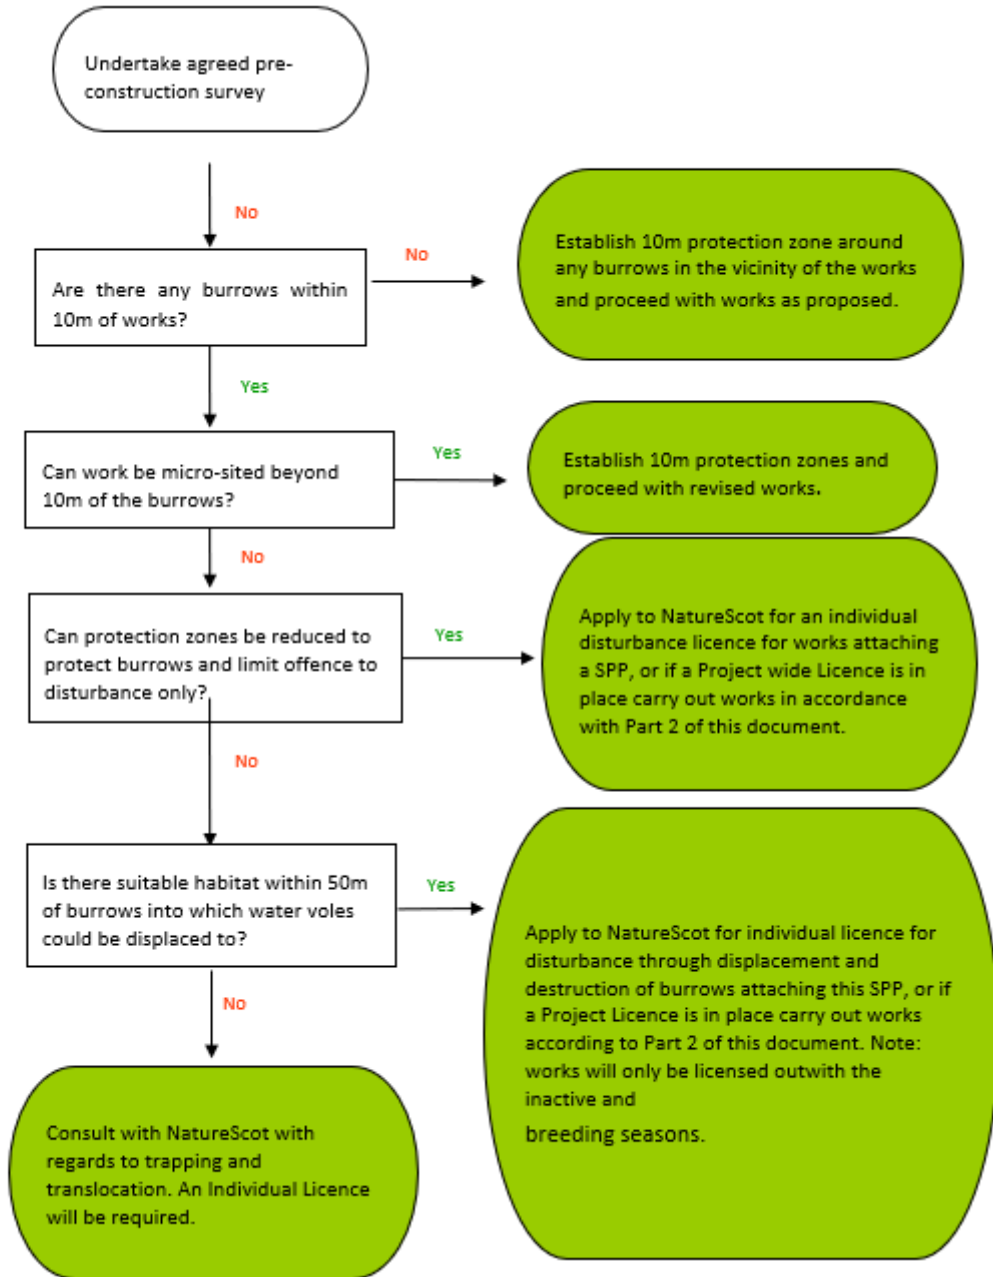 Undertake agreed pre-
construction survey
No
Are there any burrows within
10m of works?
No
Establish 10m protection zone around
any burrows in the vicinity of the works
and proceed with works as proposed.
Yes
Can work be micro-sited beyond
10m of the burrows?
Yes
Establish 10m protection zones and
proceed with revised works.
No
Can protection zones be reduced to
protect burrows and limit offence to
disturbance only?
Yes
Apply to NatureScot for an individual
disturbance licence for works attaching
a SPP, or if a Project wide Licence is in
place carry out works in accordance
with Part 2 of this document.
No
Is there suitable habitat within 50m
of burrows into which water voles
could be displaced to?
Yes
Apply to NatureScot for individual licence for
disturbance through displacement and
destruction of burrows attaching this SPP, or if
a Project Licence is in place carry out works
according to Part 2 of this document. Note:
works will only be licensed outwith the
inactive and
breeding seasons.
No
Consult with NatureScot with
regards to trapping and
translocation. An Individual Licence
will be required.